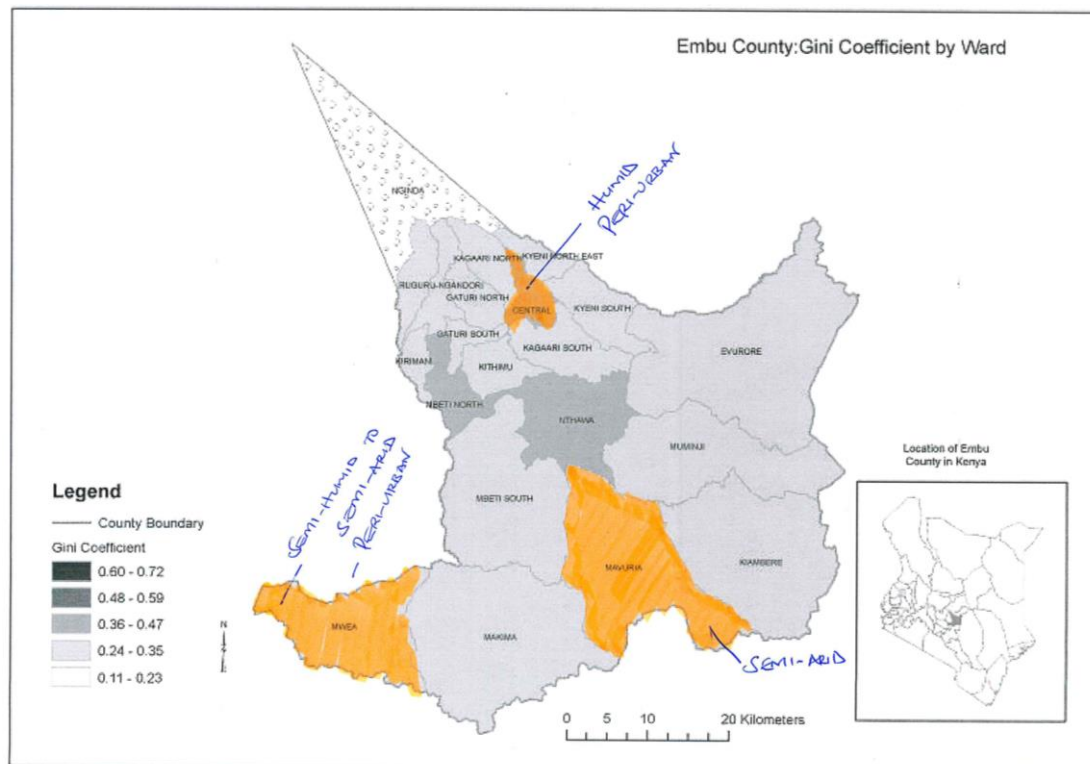 Embu County:Gini Coefficient by Ward
HUMID
PERI-URBAN
NGINDA
KAGAARI NORTH
KYENI NORTH EAST
RUGURU-NGANDORI
GATURI NORTH
CENTRAL
KYENI SOUTH
GATURI SOUTH
KAGAARI SOUTH
EVURORE
KIRIMARI
KITHIMU
MBETI NORTH
NTHAWA
MUMINJI
Location of Embu
County in Kenya
SEMI-HUMID TO
SEMI-ARID
PERI-URBAN
MBETI SOUTH
Legend
County Boundary
Gini Coefficient
0.60 - 0.72
0.48 - 0.59
0.36 - 0.47
0.24 - 0.35
0.11 - 0.23
MAVURIA
KIAMBERE
MWEA
MAKIMA
N
SEMI-ARID
0 5 10 20 Kilometers